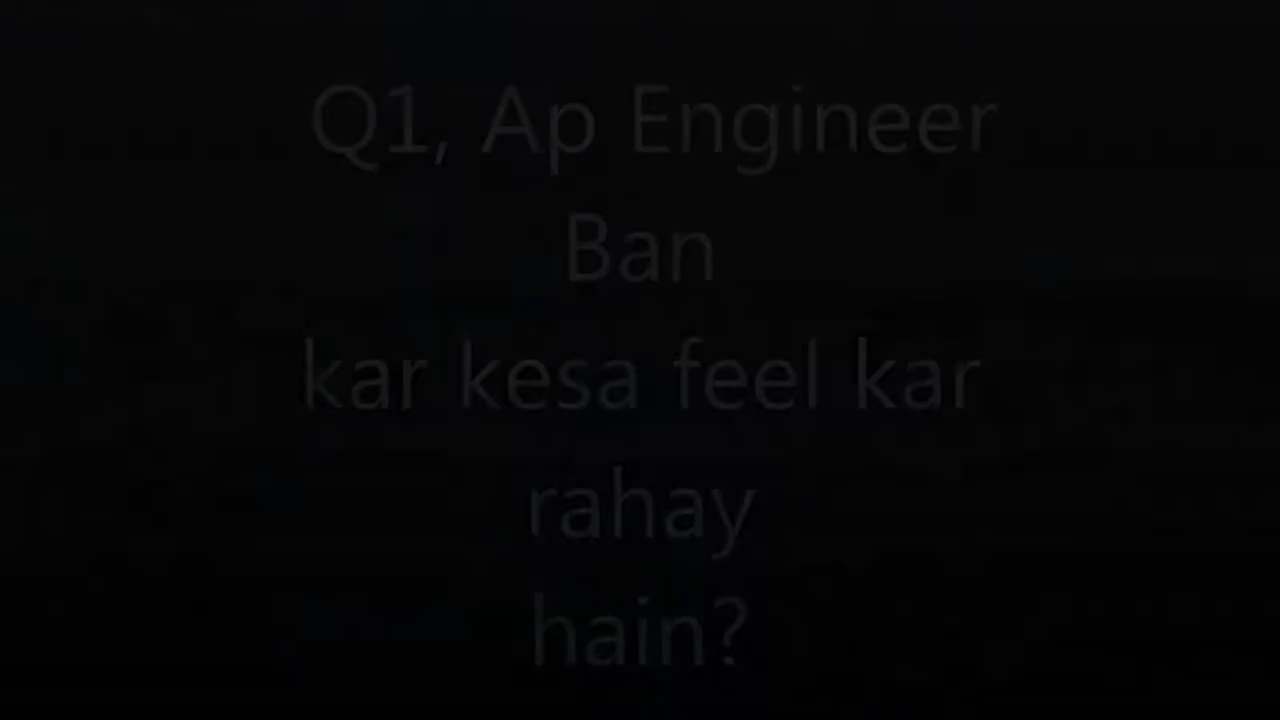 Q1, Ap Engineer
Ban
kar kesa feel kar
rahay
hain?